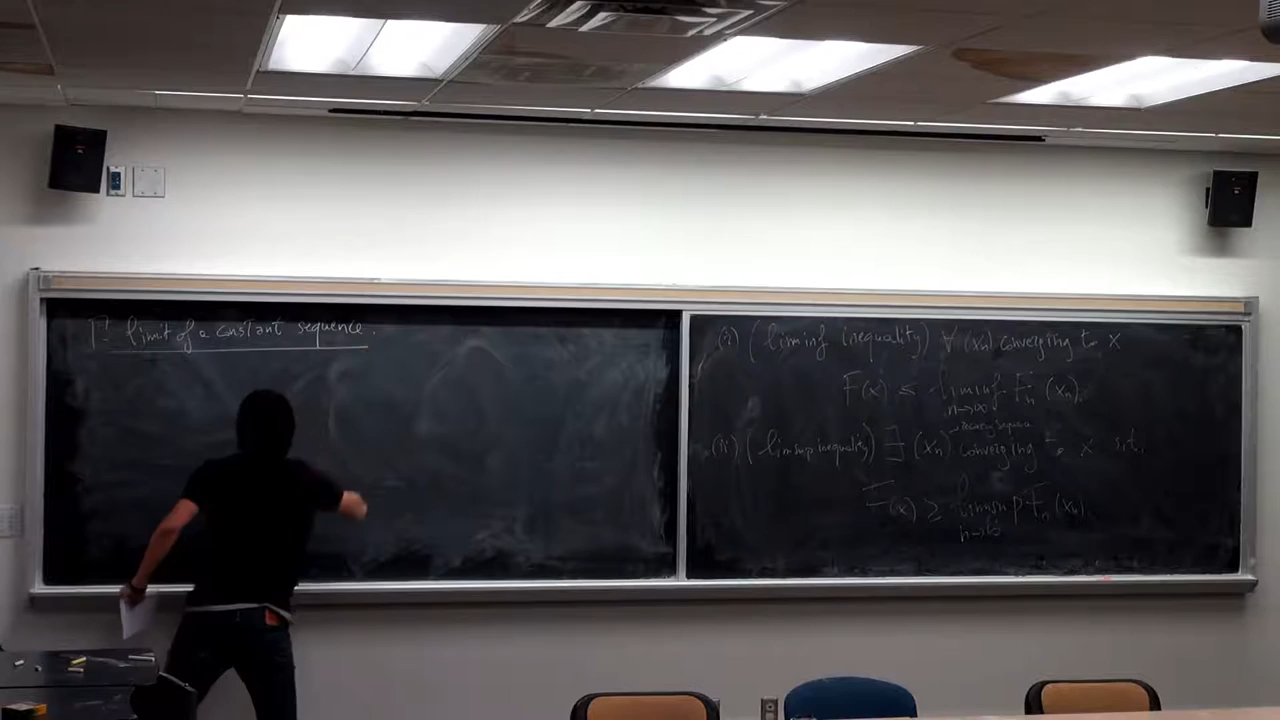 Γ-limit of a constant sequence.
(i) (liminf inequality) ∀ (xn) converging to x
F(x) ≤ liminf Fn (xn).
n→∞
recovery sequence
(ii) (limsup inequality) ∃ (xn) converging to x s.t.
F(x) ≥ limsup Fn (xn).
n→∞